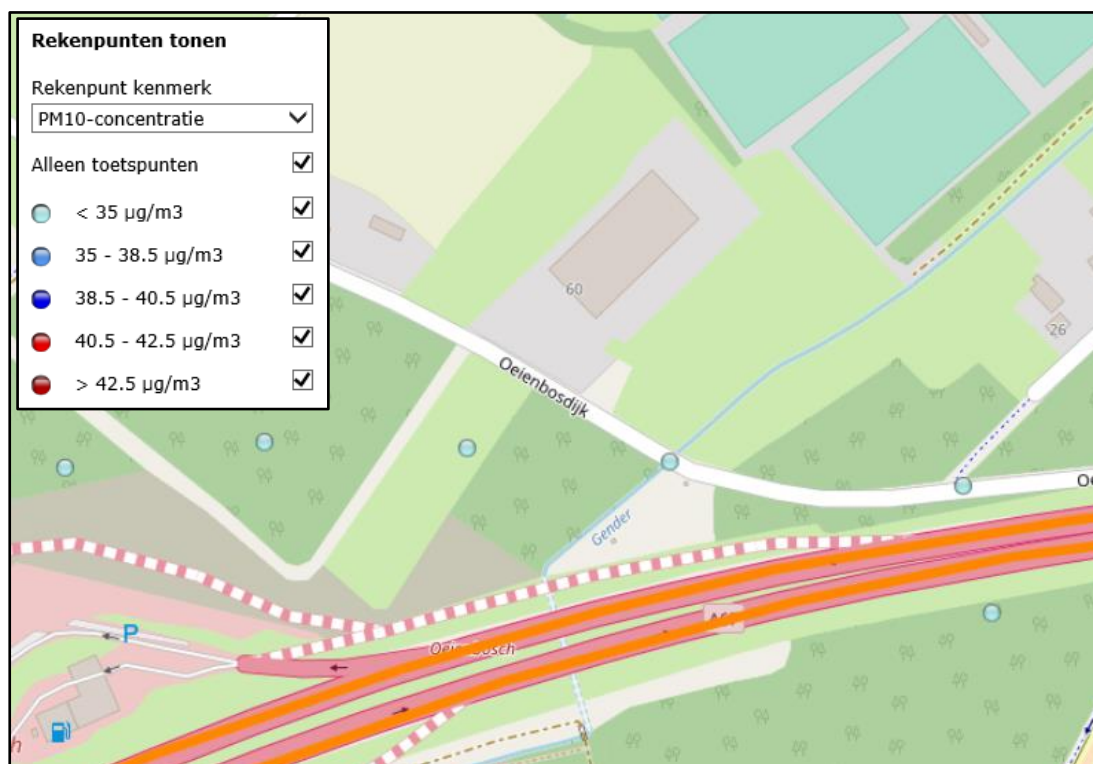 Rekenpunten tonen
Rekenpunt kenmerk
PM10-concentratie
Alleen toetspunten
< 35 µg/m3
35 - 38.5 µg/m3
38.5 - 40.5 µg/m3
40.5 - 42.5 µg/m3
> 42.5 µg/m3
60
26
Oeienbosdijk
Oe
Gender
Oeienbosch
P
h